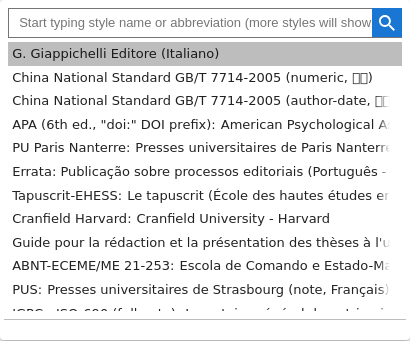 Start typing style name or abbreviation (more styles will show
G. Giappichelli Editore (Italiano)
China National Standard GB/T 7714-2005 (numeric, )
China National Standard GB/T 7714-2005 (author-date,
APA (6th ed., "doi:" DOI prefix): American Psychological A
PU Paris Nanterre: Presses universitaires de Paris Nanterre
Errata: Publicação sobre processos editoriais (Português -
Tapuscrit-EHESS: Le tapuscrit (École des hautes études en
Cranfield Harvard: Cranfield University - Harvard
Guide pour la rédaction et la présentation des thèses à l'u
ABNT-ECEME/ME 21-253: Escola de Comando e Estado-Ma
PUS: Presses universitaires de Strasbourg (note, Français)